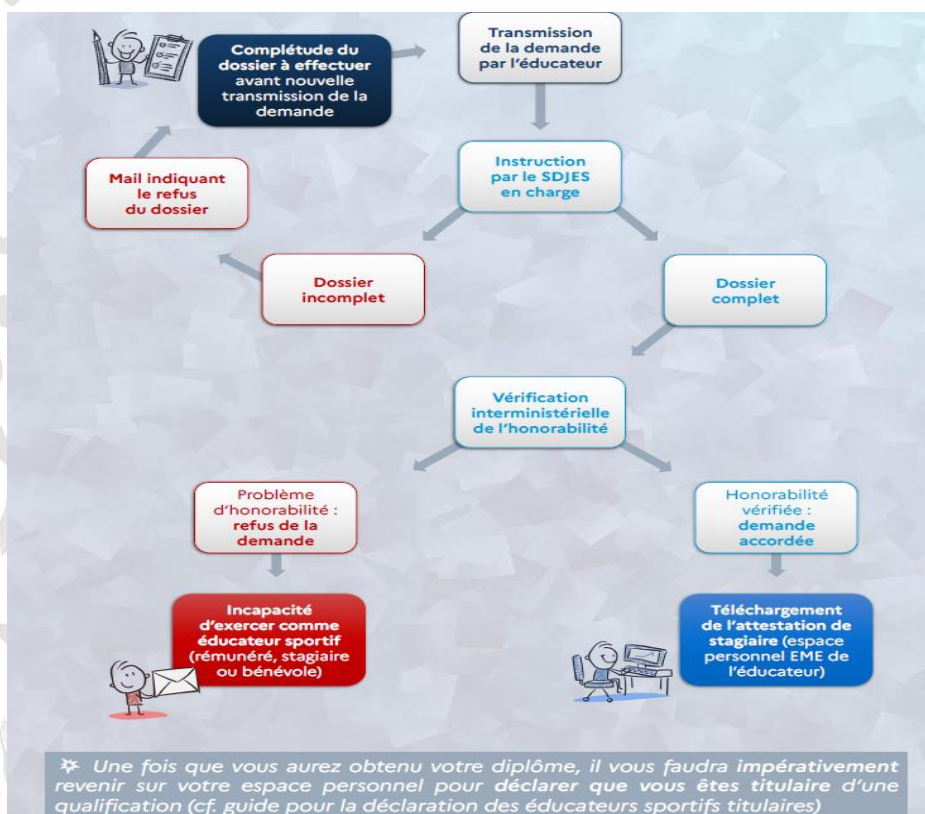 Transmission
de la demande
par l'éducateur
Complétude du
dossier à effectuer
avant nouvelle
transmission de la
demande
Instruction
par le SDJES
en charge
Mail indiquant
le refus
du dossier
Dossier
incomplet
Dossier
complet
Vérification
interministérielle
de l'honorabilité
Problème
d'honorabilité :
refus de la
demande
Honorabilité
vérifiée :
demande
accordée
Incapacité
d'exercer comme
éducateur sportif
(rémunéré, stagiaire
ou bénévole)
Téléchargement
de l'attestation de
stagiaire (espace
personnel EME de
l'éducateur)
Une fois que vous aurez obtenu votre diplôme, il vous faudra impérativement
revenir sur votre espace personnel pour déclarer que vous êtes titulaire d'une
qualification (cf. guide pour la déclaration des éducateurs sportifs titulaires)